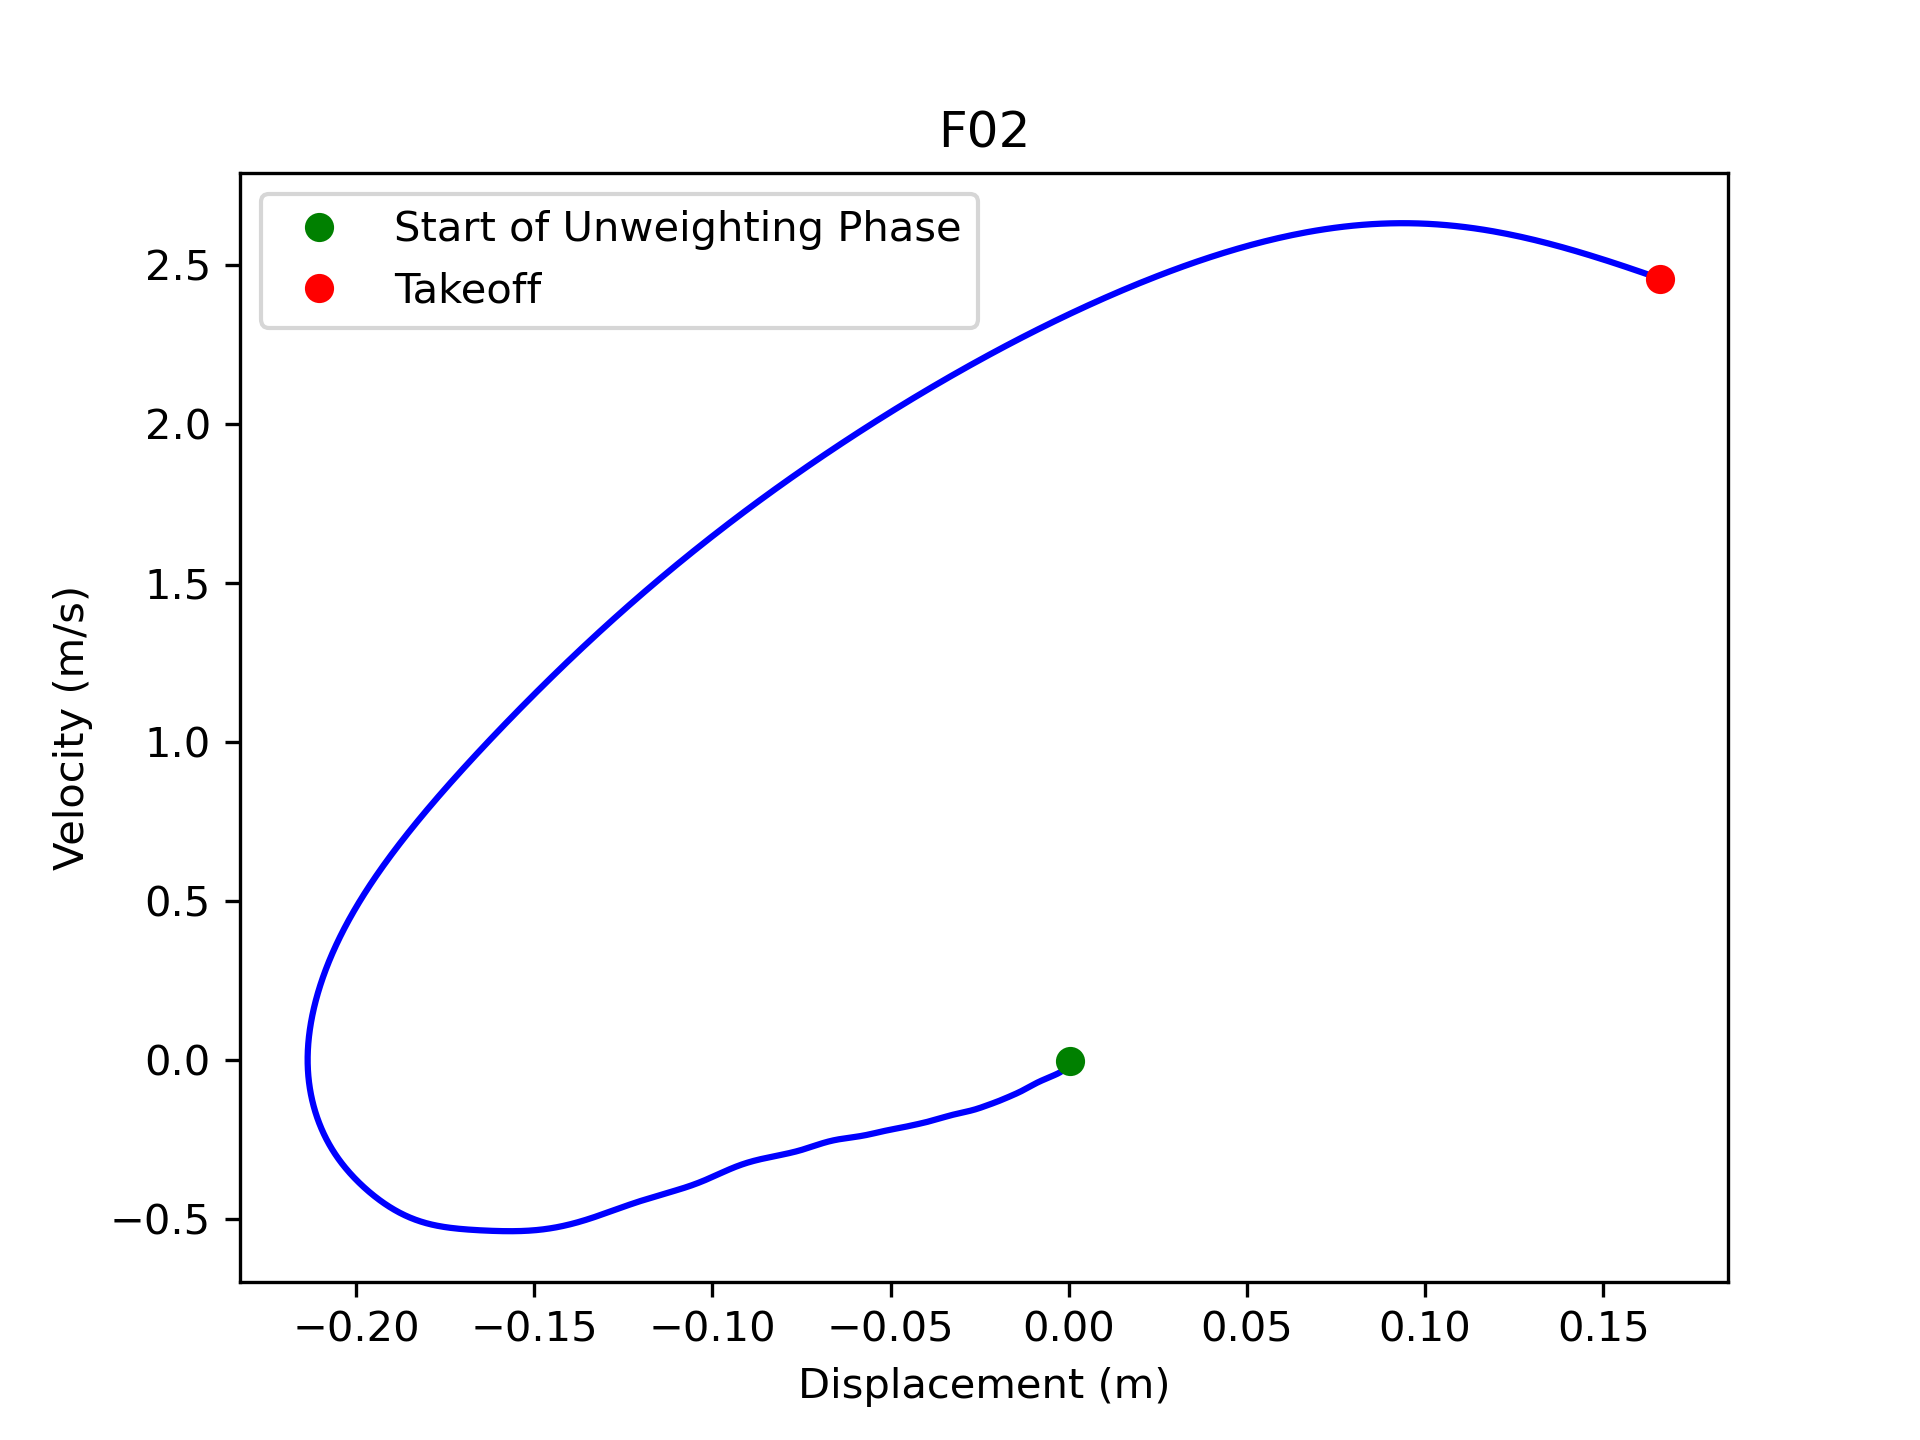 F02
Start of Unweighting Phase
Takeoff
2.5
2.0
1.5
1.0
0.5
0.0
−0.5
Velocity (m/s)
−0.20 −0.15 −0.10 −0.05 0.00 0.05 0.10 0.15
Displacement (m)